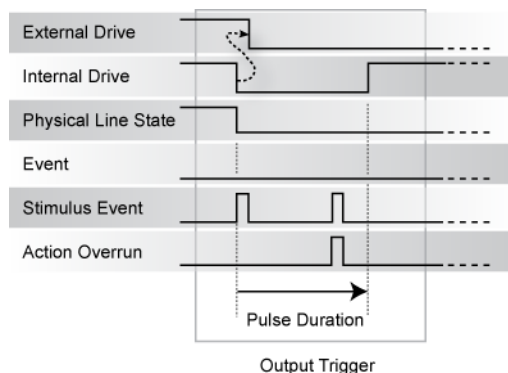 External Drive
Internal Drive
Physical Line State
Event
Stimulus Event
Action Overrun
Pulse Duration
Output Trigger